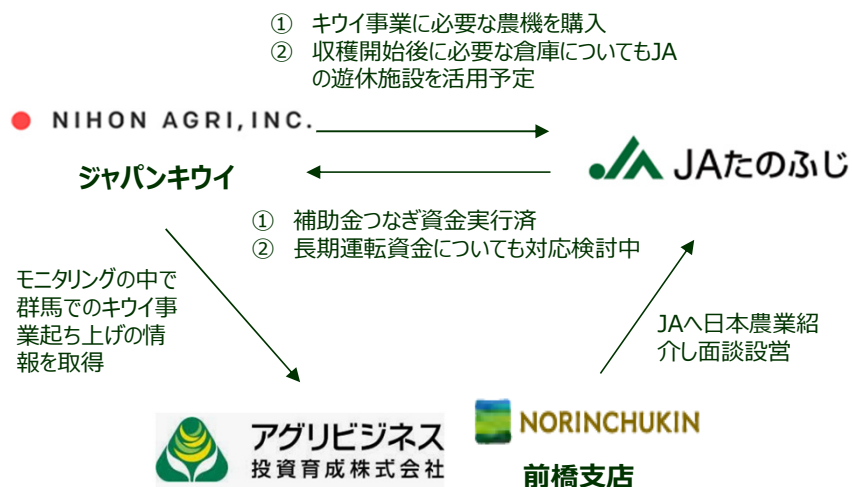 ① キウイ事業に必要な農機を購入
② 収穫開始後に必要な倉庫についてもJA
の遊休施設を活用予定
NIHON AGRI, INC.
ジャパンキウイ
JAたのふじ
① 補助金つなぎ資金実行済
② 長期運転資金についても対応検討中
モニタリングの中で
群馬でのキウイ事
業起ち上げの情
報を取得
JAへ日本農業紹
介し面談設営
アグリビジネス
投資育成株式会社
NORINCHUKIN
前橋支店